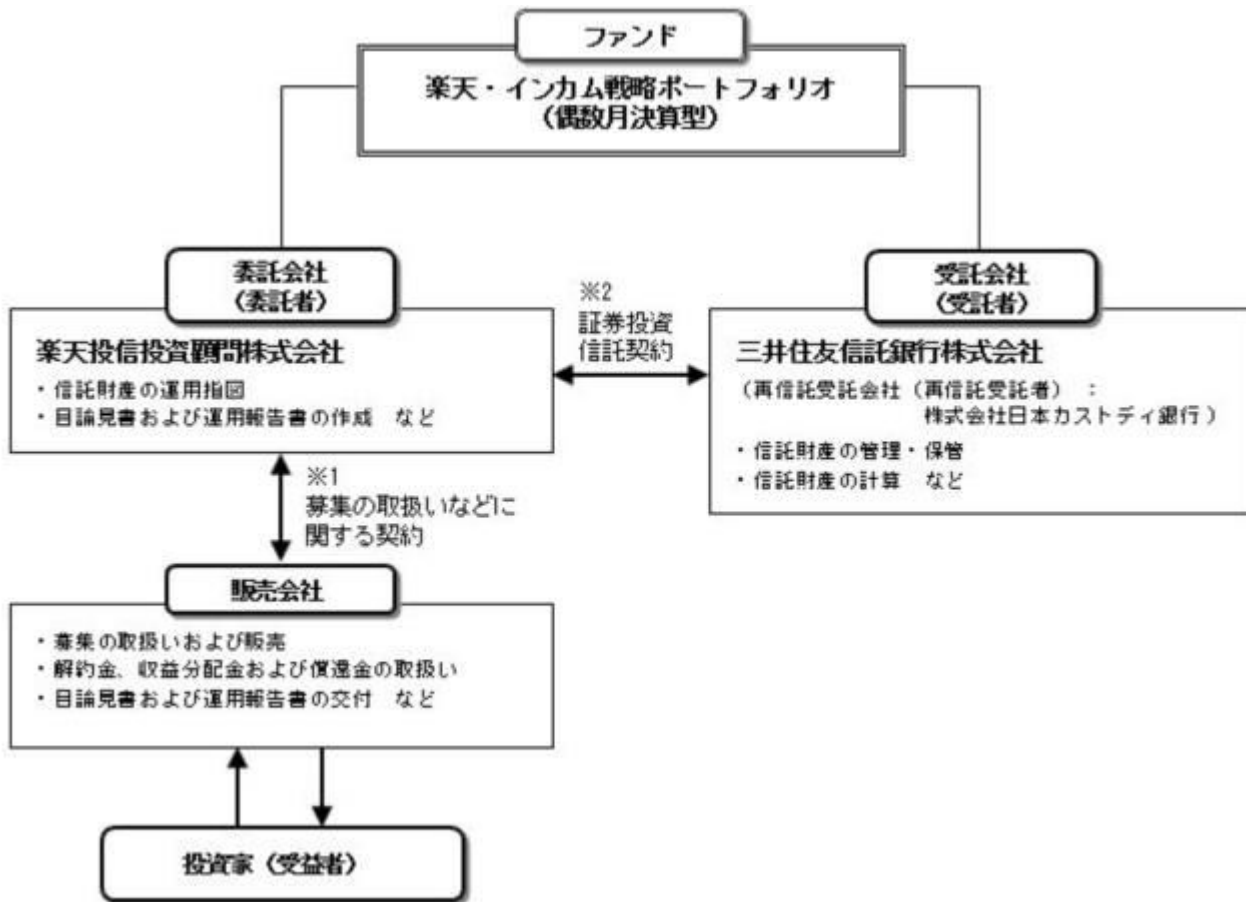 ファンド
楽天・インカム戦略ポートフォリオ
（偶数月決算型）
委託会社
（委託者）
楽天投信投資顧問株式会社
・信託財産の運用指図
・目論見書および運用報告書の作成　など
※2
証券投資
信託契約
受託会社
（受託者）
三井住友信託銀行株式会社
（再信託受託会社（再信託受託者）　：
株式会社日本カストディ銀行）
・信託財産の管理・保管
・信託財産の計算　など
※1
募集の取扱いなどに
関する契約
販売会社
・募集の取扱いおよび販売
・解約金、収益分配金および償還金の取扱い
・目論見書および運用報告書の交付　など
投資家（受益者）